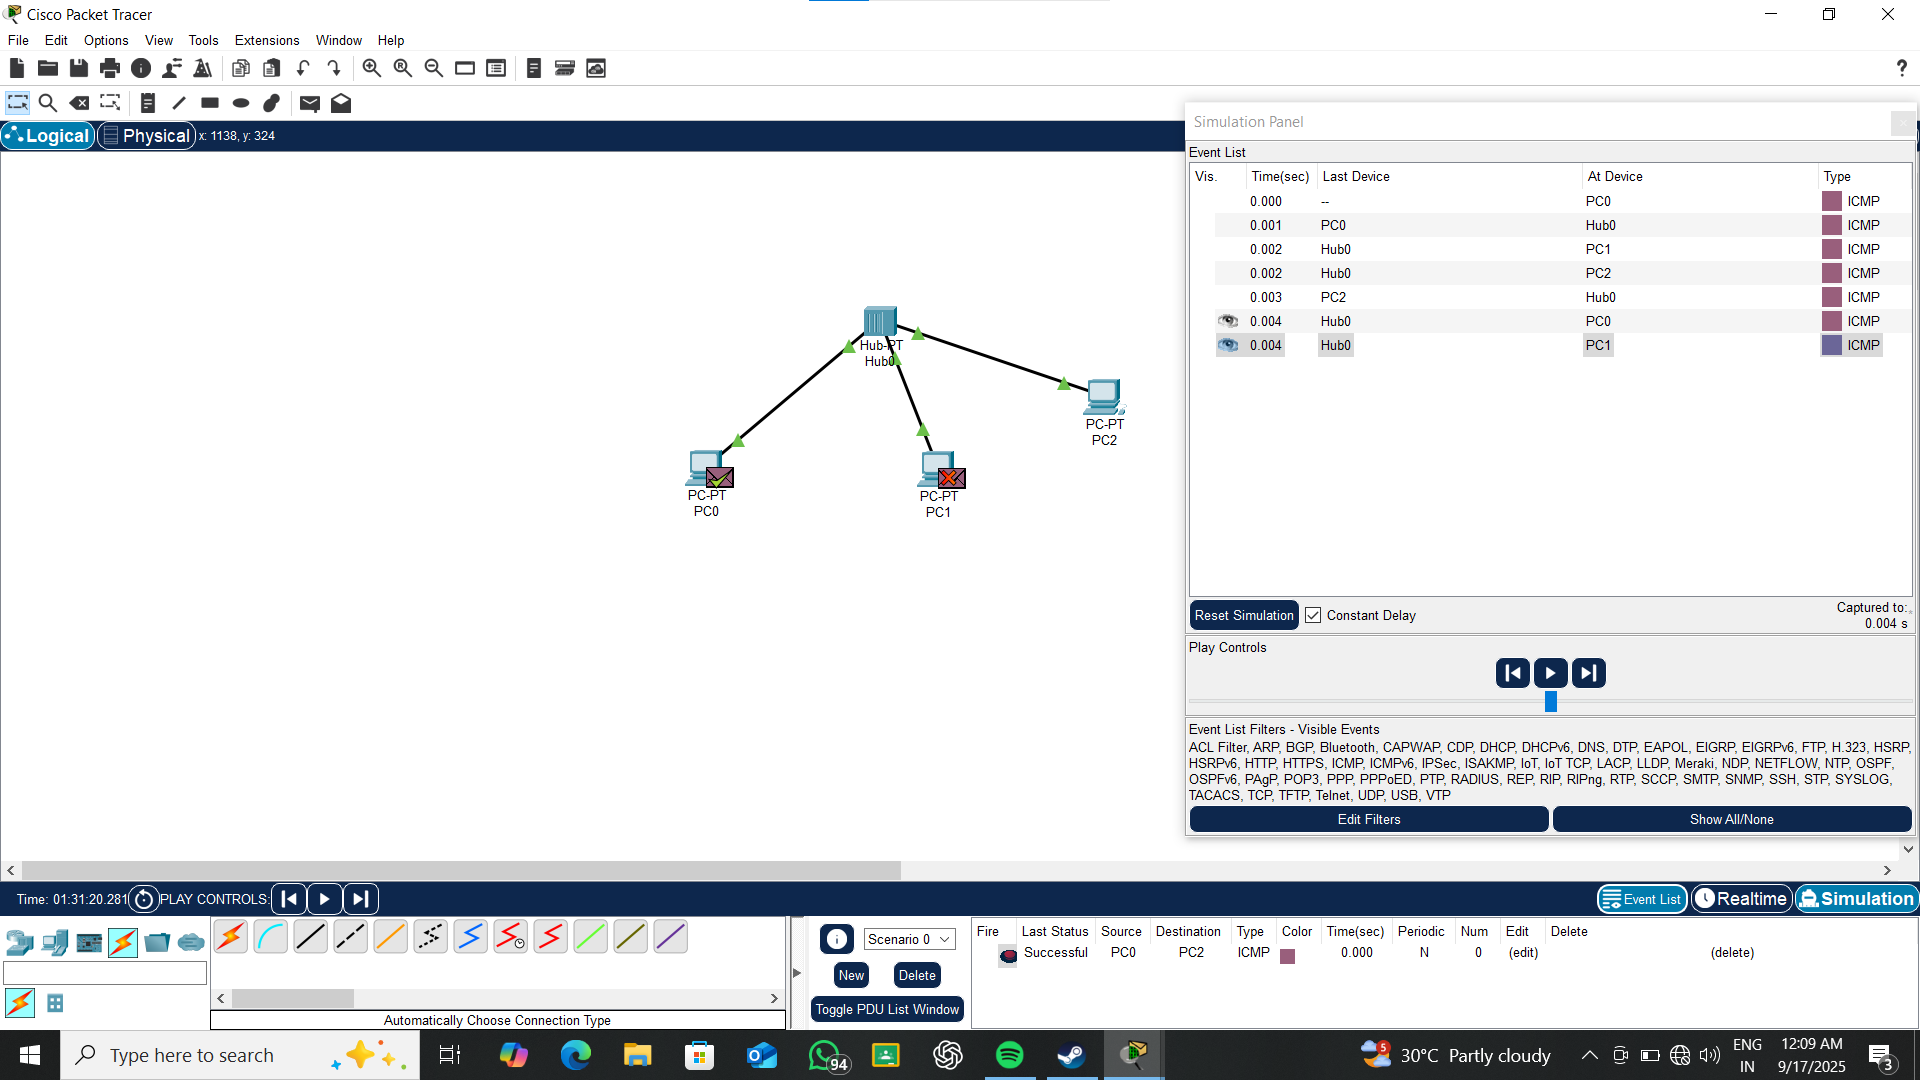 Cisco Packet Tracer
File Edit Options View Tools Extensions Window Help
?
Logical Physical x: 1138, y: 324
Simulation Panel
Event List
Vis. Time(sec) Last Device At Device Type
0.000 -- PC0 ICMP
0.001 PC0 Hub0 ICMP
0.002 Hub0 PC1 ICMP
0.002 Hub0 PC2 ICMP
0.003 PC2 Hub0 ICMP
0.004 Hub0 PC0 ICMP
0.004 Hub0 PC1 ICMP
Hub-PT
Hub0
PC-PT
PC2
PC-PT
PC0
PC-PT
PC1
Reset Simulation Constant Delay
Captured to:
0.004 s
Play Controls
Event List Filters - Visible Events
ACL Filter, ARP, BGP, Bluetooth, CAPWAP, CDP, DHCP, DHCPv6, DNS, DTP, EAPOL, EIGRP, EIGRPv6, FTP, H.323, HSRP,
HSRPv6, HTTP, HTTPS, ICMP, ICMPv6, IPSec, ISAKMP, IoT, IoT TCP, LACP, LLDP, Meraki, NDP, NETFLOW, NTP, OSPF,
OSPFv6, PAgP, POP3, PPP, PPPoED, PTP, RADIUS, REP, RIP, RIPng, RTP, SCCP, SMTP, SNMP, SSH, STP, SYSLOG,
TACACS, TCP, TFTP, Telnet, UDP, USB, VTP
Edit Filters Show All/None
Time: 01:31:20.281 PLAY CONTROLS:
Event List Realtime Simulation
Scenario 0
New Delete
Toggle PDU List Window
Fire Last Status Source Destination Type Color Time(sec) Periodic Num Edit Delete
Successful PC0 PC2 ICMP 0.000 N 0 (edit) (delete)
Automatically Choose Connection Type
Type here to search
94
5
30°C Partly cloudy
ENG
IN
12:09 AM
9/17/2025
3